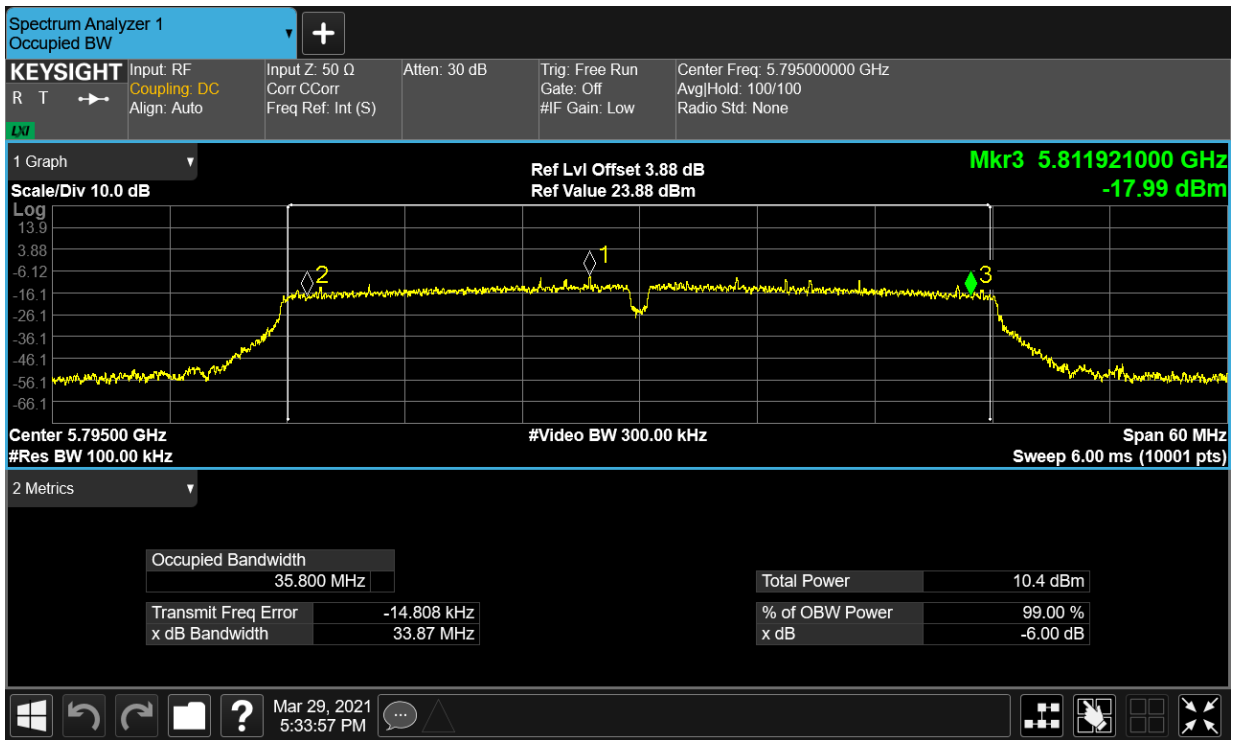 Spectrum Analyzer 1
Occupied BW
KEYSIGHT
R T
LXI
Input: RF
Coupling: DC
Align: Auto
Input Z: 50 Ω
Corr CCorr
Freq Ref: Int (S)
Atten: 30 dB
Trig: Free Run
Gate: Off
#IF Gain: Low
Center Freq: 5.795000000 GHz
Avg|Hold: 100/100
Radio Std: None
1 Graph
Scale/Div 10.0 dB
Ref Lvl Offset 3.88 dB
Ref Value 23.88 dBm
Mkr3 5.811921000 GHz
-17.99 dBm
Log
13.9
3.88
-6.12
-16.1
-26.1
-36.1
-46.1
-56.1
-66.1
1
2
3
Center 5.79500 GHz
#Res BW 100.00 kHz
#Video BW 300.00 kHz
Span 60 MHz
Sweep 6.00 ms (10001 pts)
2 Metrics
Occupied Bandwidth
35.800 MHz
Transmit Freq Error -14.808 kHz
x dB Bandwidth 33.87 MHz
Total Power 10.4 dBm
% of OBW Power 99.00 %
x dB -6.00 dB
?
Mar 29, 2021
5:33:57 PM